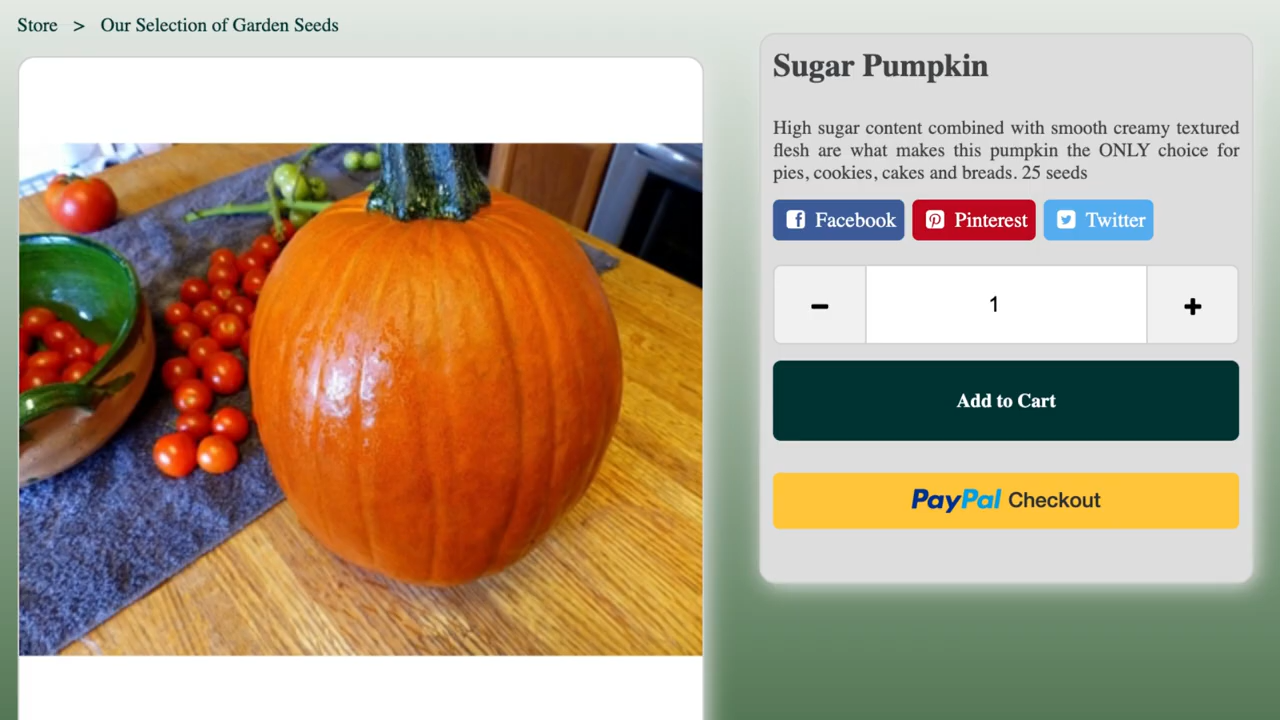 Store > Our Selection of Garden Seeds
Sugar Pumpkin
High sugar content combined with smooth creamy textured
flesh are what makes this pumpkin the ONLY choice for
pies, cookies, cakes and breads. 25 seeds
Facebook Pinterest Twitter
1
Add to Cart
PayPal Checkout